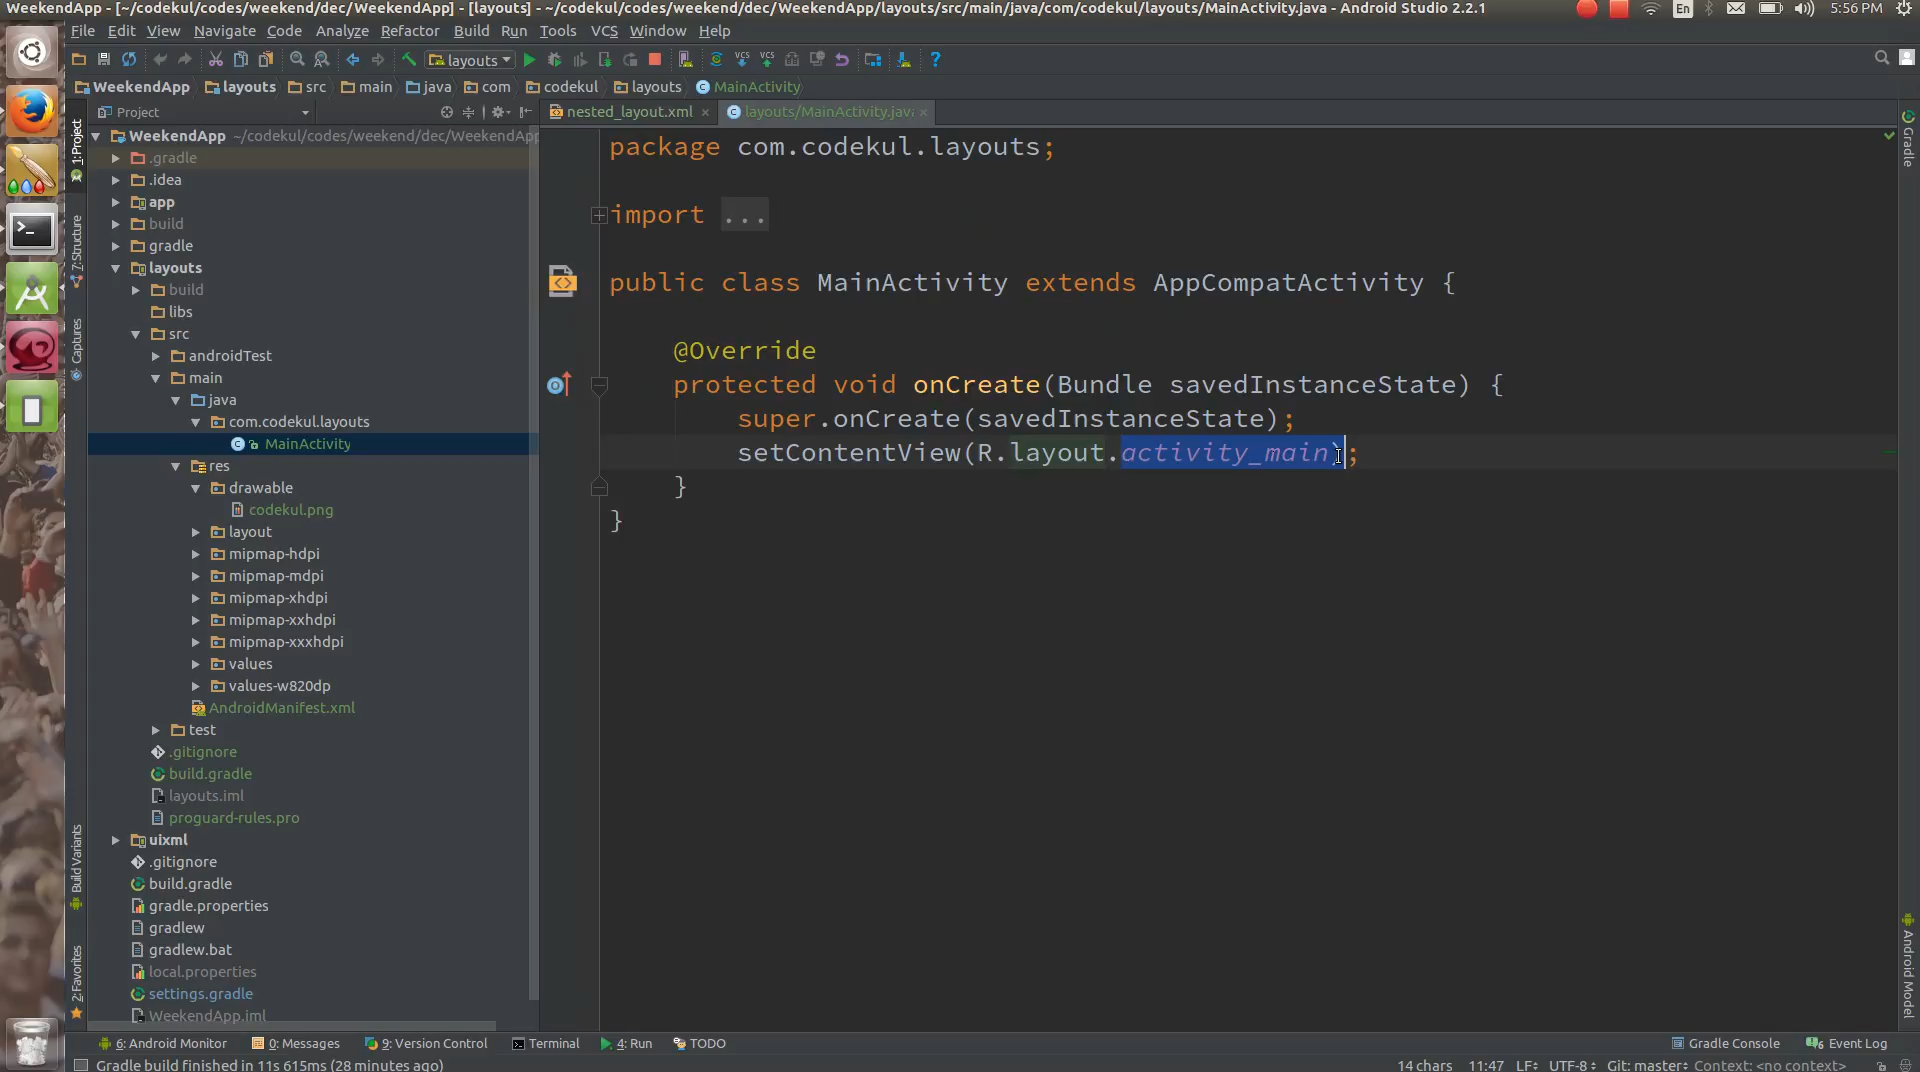 WeekendApp - [~/codekul/codes/weekend/dec/WeekendApp] - [layouts] - ~/codekul/codes/weekend/dec/WeekendApp/layouts/src/main/java/com/codekul/layouts/MainActivity.java - Android Studio 2.2.1
En
5:56 PM
File Edit View Navigate Code Analyze Refactor Build Run Tools VCS Window Help
layouts
VCS VCS
WeekendApp layouts src main java com codekul layouts MainActivity
Project
nested_layout.xml
layouts/MainActivity.java
WeekendApp ~/codekul/codes/weekend/dec/WeekendApp
.gradle
.idea
app
build
gradle
layouts
build
libs
src
androidTest
main
java
com.codekul.layouts
MainActivity
res
drawable
codekul.png
layout
mipmap-hdpi
mipmap-mdpi
mipmap-xhdpi
mipmap-xxhdpi
mipmap-xxxhdpi
values
values-w820dp
AndroidManifest.xml
test
.gitignore
build.gradle
layouts.iml
proguard-rules.pro
uixml
.gitignore
build.gradle
gradle.properties
gradlew
gradlew.bat
local.properties
settings.gradle
WeekendApp.iml
1: Project
7: Structure
Captures
Build Variants
2: Favorites
package com.codekul.layouts;
import ...
public class MainActivity extends AppCompatActivity {
@Override
protected void onCreate(Bundle savedInstanceState) {
super.onCreate(savedInstanceState);
setContentView(R.layout.activity_main);
}
}
Gradle
Android Model
6: Android Monitor 0: Messages 9: Version Control Terminal 4: Run TODO Gradle Console Event Log
Gradle build finished in 11s 615ms (28 minutes ago) 14 chars 11:47 LF÷ UTF-8÷ Git: master÷ Context: <no context>